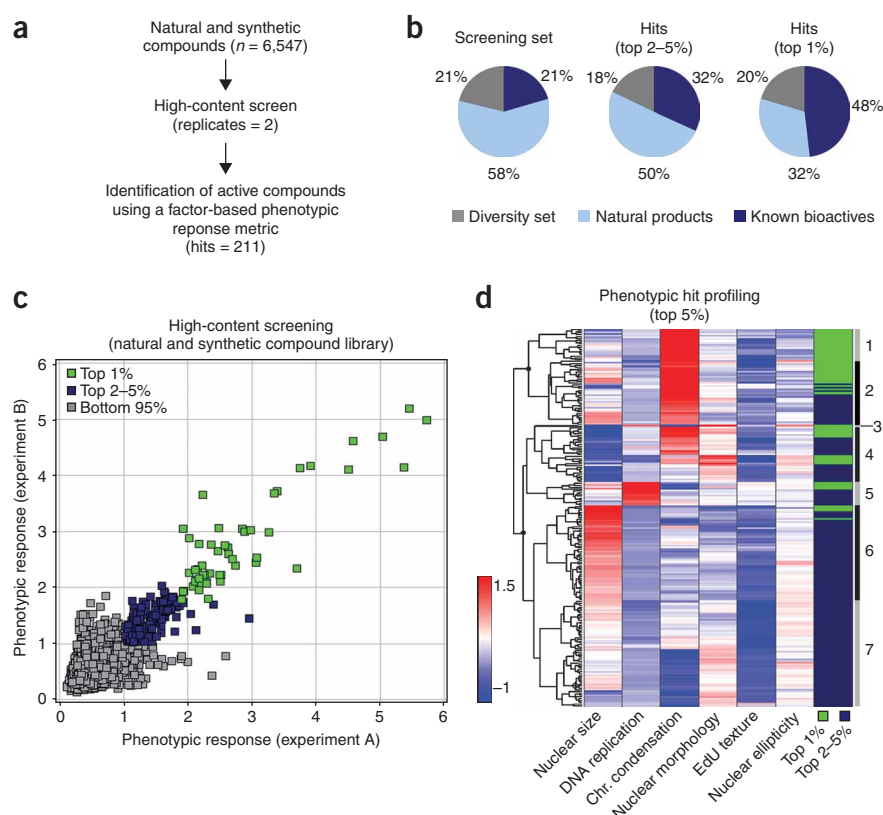 a
Natural and synthetic
compounds (n = 6,547)
High-content screen
(replicates = 2)
Identification of active compounds
using a factor-based phenotypic
reponse metric
(hits = 211)
b
Screening set
Hits
(top 2–5%)
Hits
(top 1%)
21%
21%
58%
18%
32%
50%
20%
48%
32%
Diversity set
Natural products
Known bioactives
c
High-content screening
(natural and synthetic compound library)
Top 1%
Top 2–5%
Bottom 95%
Phenotypic response (experiment B)
6
5
4
3
2
1
0
0
1
2
3
4
5
6
Phenotypic response (experiment A)
d
Phenotypic hit profiling
(top 5%)
1
2
3
4
5
6
7
1.5
–1
Nuclear size
DNA replication
Chr. condensation
Nuclear morphology
EdU texture
Nuclear ellipticity
Top 1%
Top 2–5%